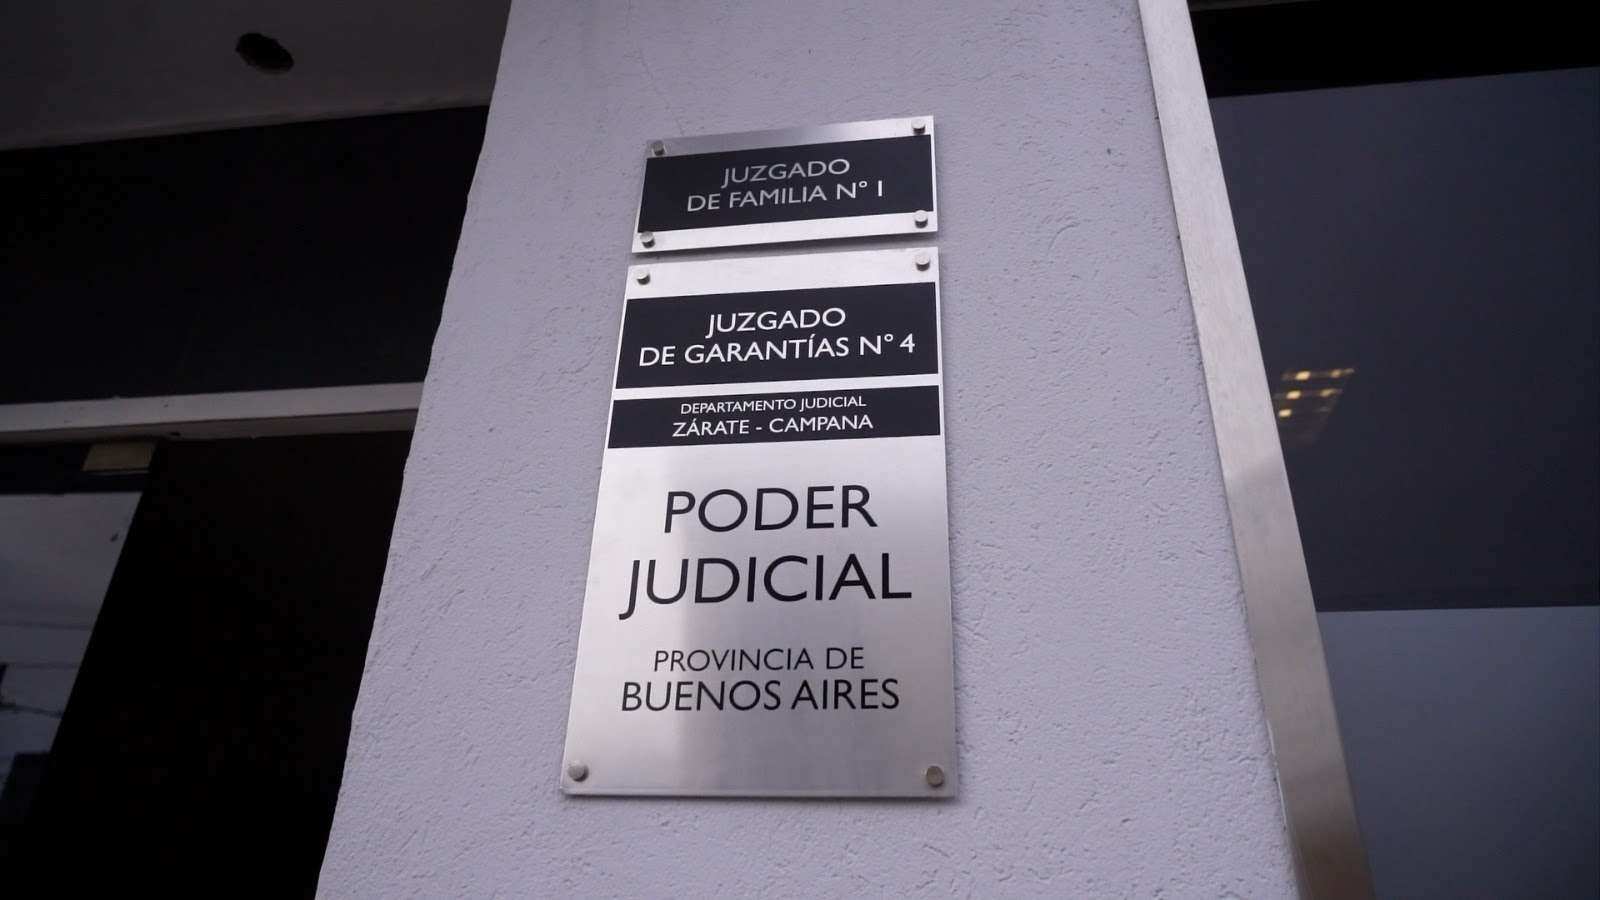 JUZGADO
DE FAMILIA N° 1
JUZGADO
DE GARANTÍAS N° 4
DEPARTAMENTO JUDICIAL
ZÁRATE - CAMPANA
PODER
JUDICIAL
PROVINCIA DE
BUENOS AIRES